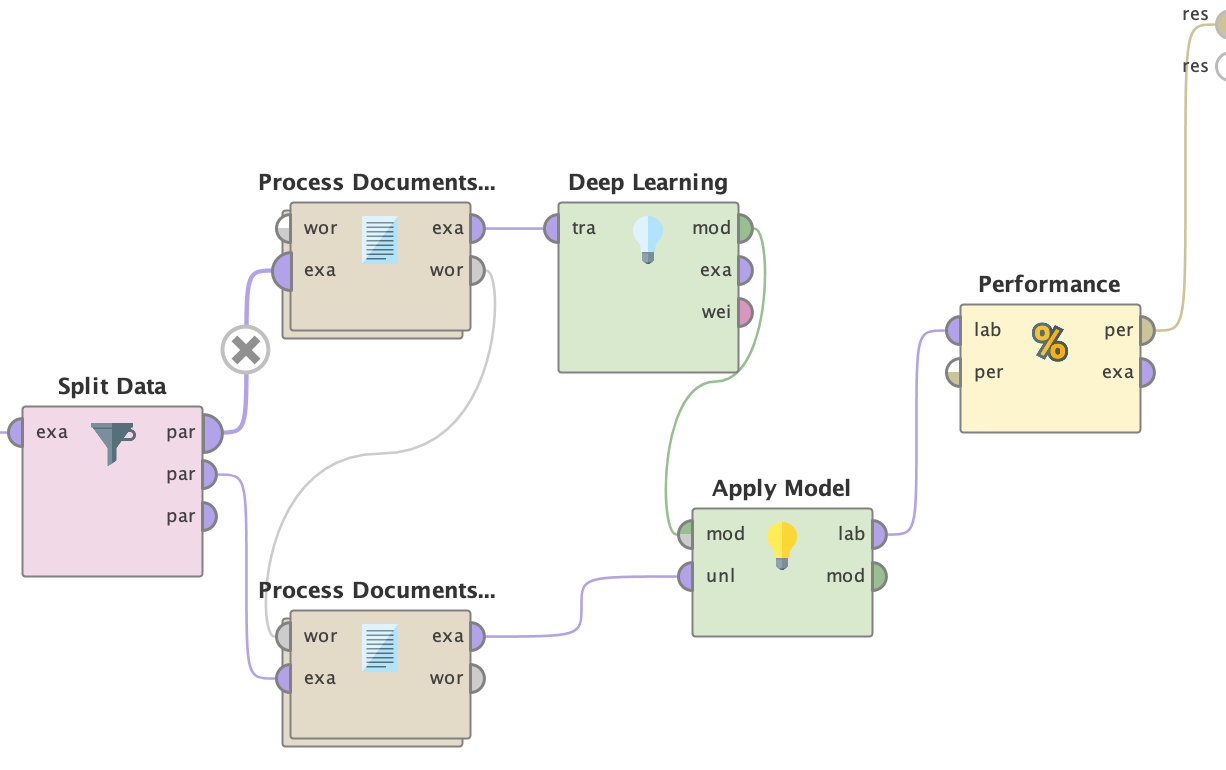 res
res
Process Documents...
wor
exa
exa
wor
Deep Learning
tra
mod
exa
wei
Performance
lab
per
per
exa
Split Data
exa
par
par
par
Apply Model
mod
lab
unl
mod
Process Documents...
wor
exa
exa
wor